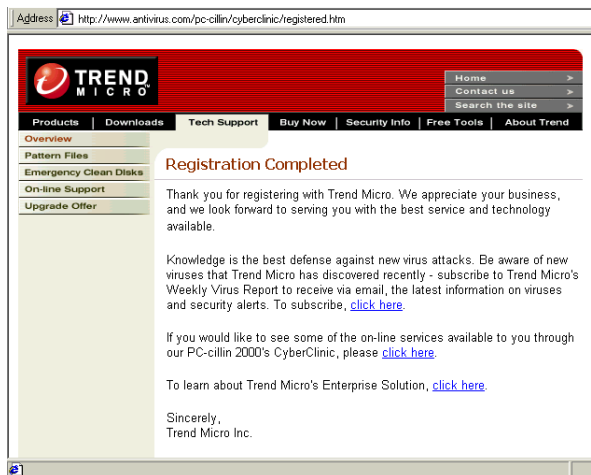 Address http://www.antivirus.com/pc-cillin/cyberclinic/registered.htm
TREND
MICRO
Home >
Contact us >
Search the site >
Products | Downloads Tech Support Buy Now | Security Info | Free Tools | About Trend
Overview
Pattern Files
Emergency Clean Disks
On-line Support
Upgrade Offer
Registration Completed
Thank you for registering with Trend Micro. We appreciate your business,
and we look forward to serving you with the best service and technology
available.
Knowledge is the best defense against new virus attacks. Be aware of new
viruses that Trend Micro has discovered recently - subscribe to Trend Micro's
Weekly Virus Report to receive via email, the latest information on viruses
and security alerts. To subscribe, click here.
If you would like to see some of the on-line services available to you through
our PC-cillin 2000's CyberClinic, please click here.
To learn about Trend Micro's Enterprise Solution, click here.
Sincerely,
Trend Micro Inc.